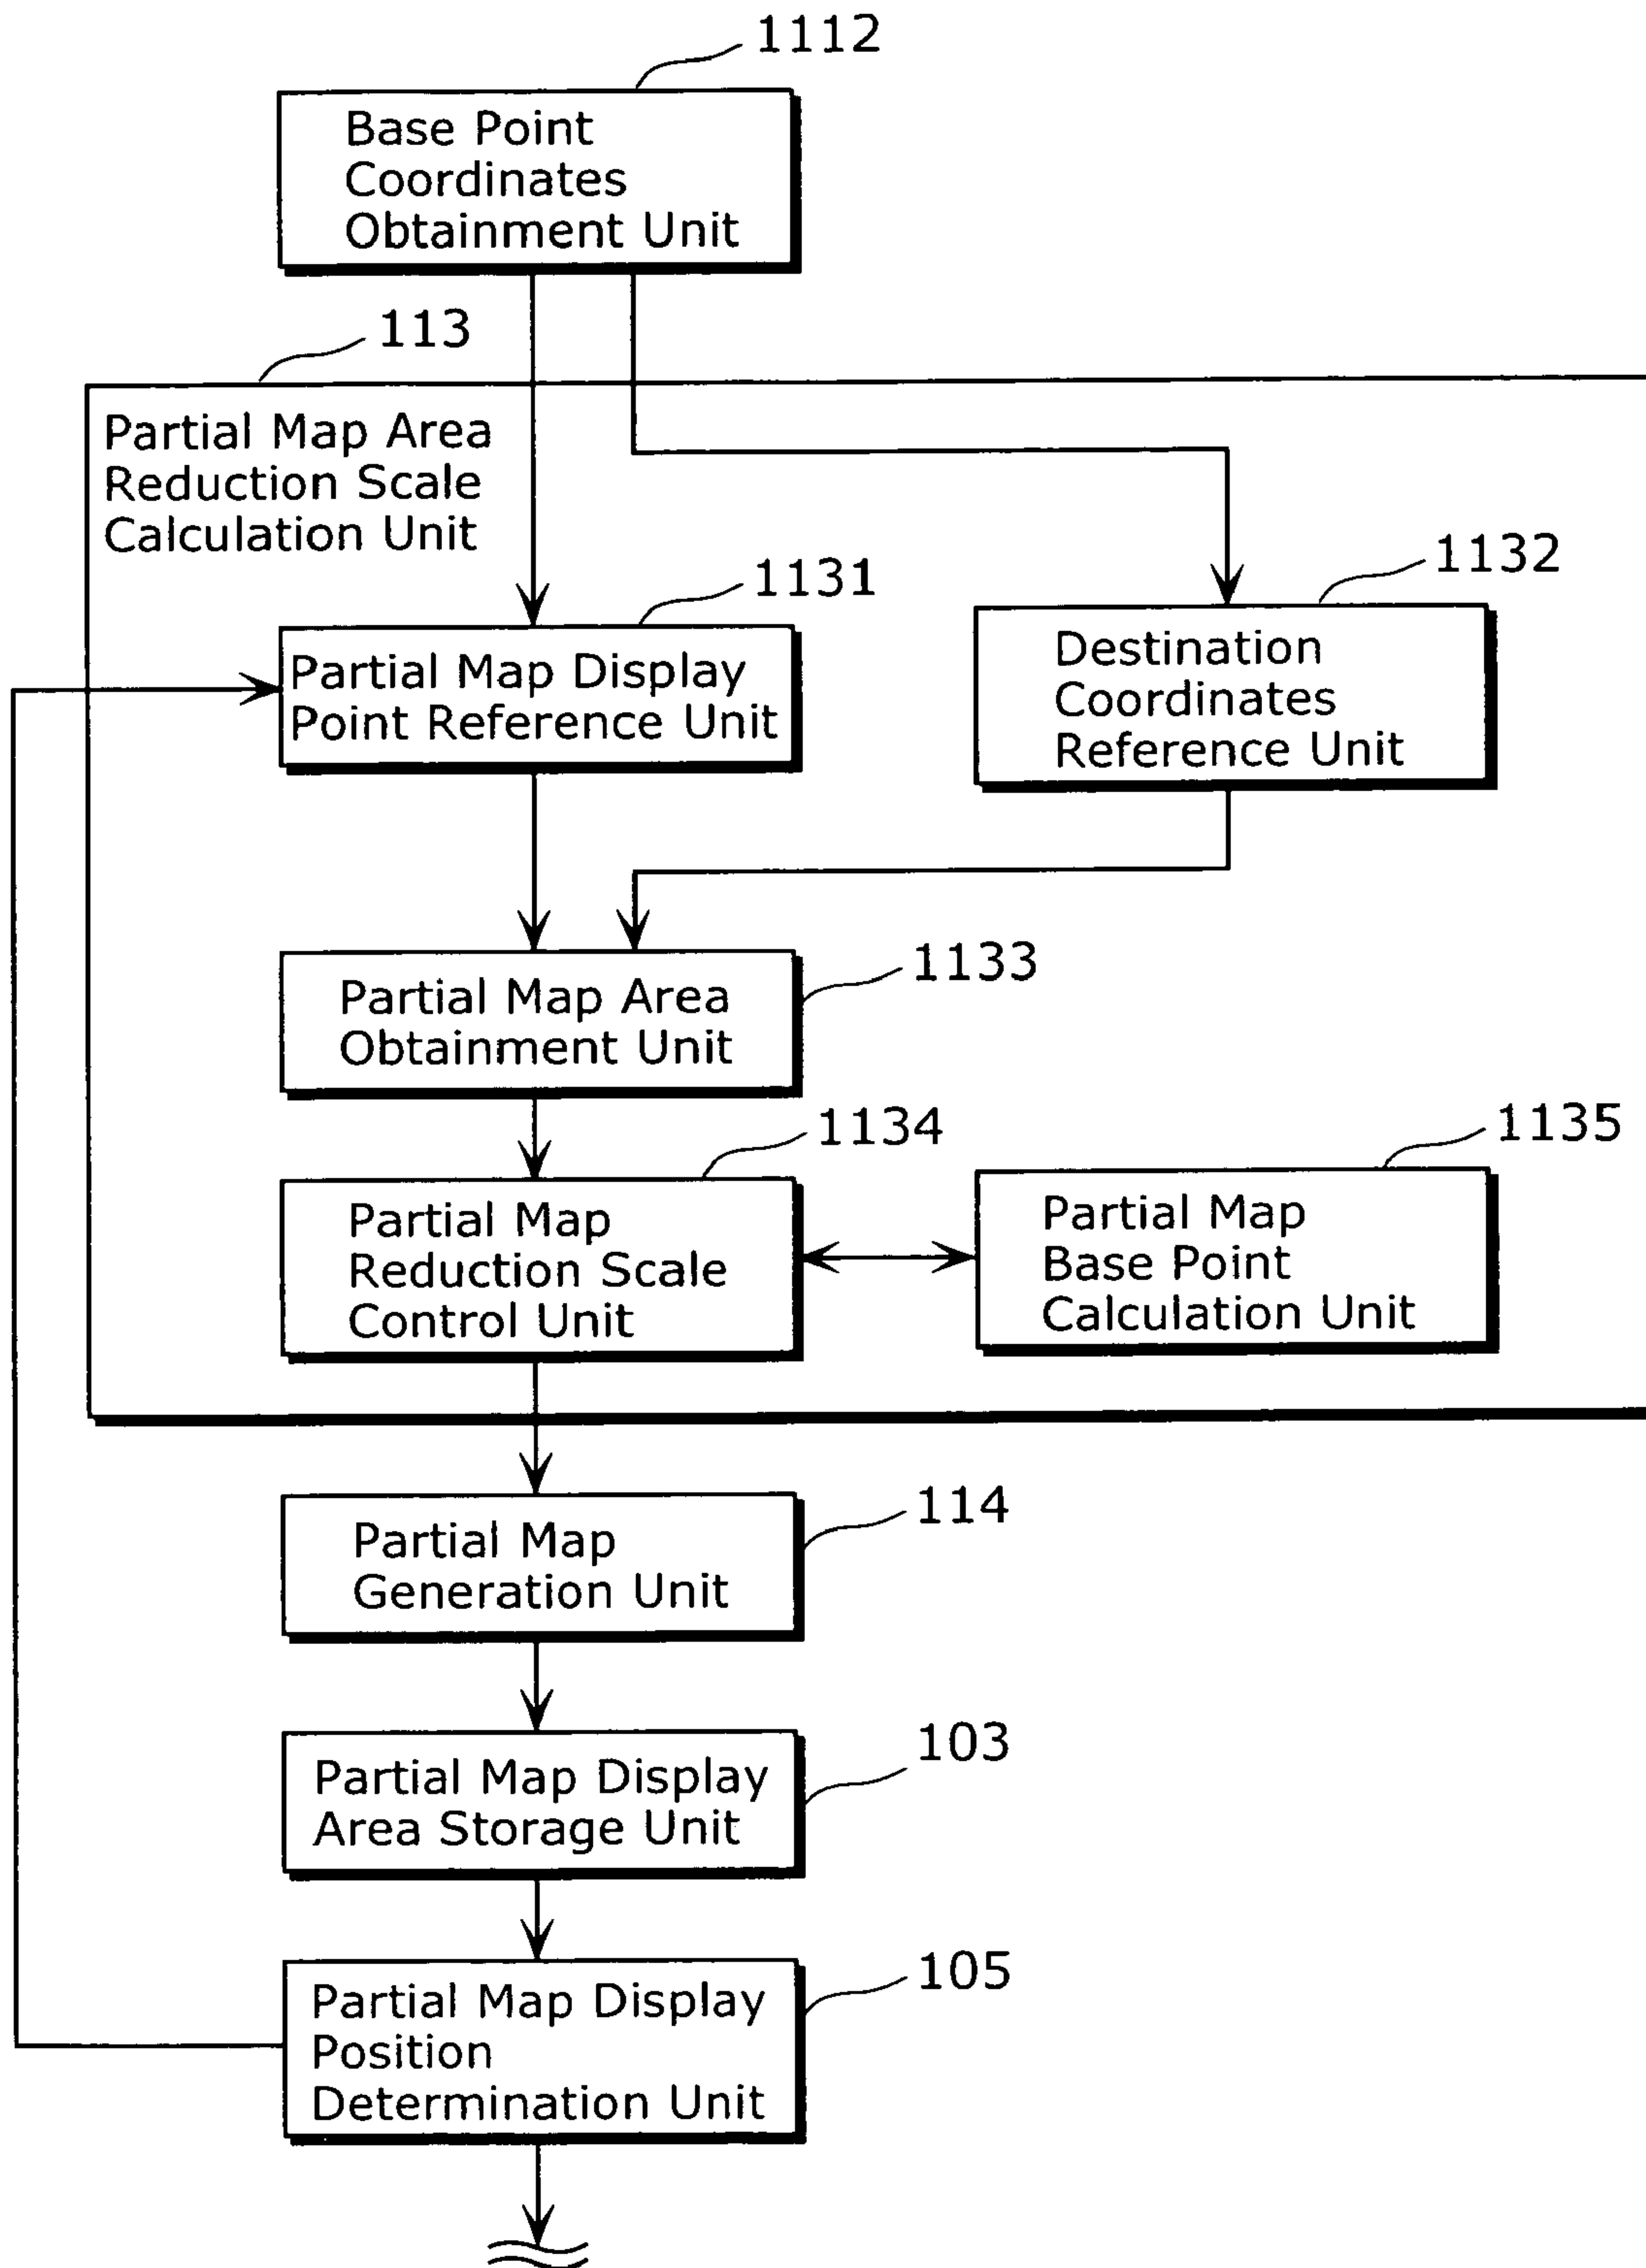 1112
Base Point
Coordinates
Obtainment Unit
113
Partial Map Area
Reduction Scale
Calculation Unit
1131
Partial Map Display
Point Reference Unit
1132
Destination
Coordinates
Reference Unit
1133
Partial Map Area
Obtainment Unit
1134
Partial Map
Reduction Scale
Control Unit
1135
Partial Map
Base Point
Calculation Unit
114
Partial Map
Generation Unit
103
Partial Map Display
Area Storage Unit
105
Partial Map Display
Position
Determination Unit